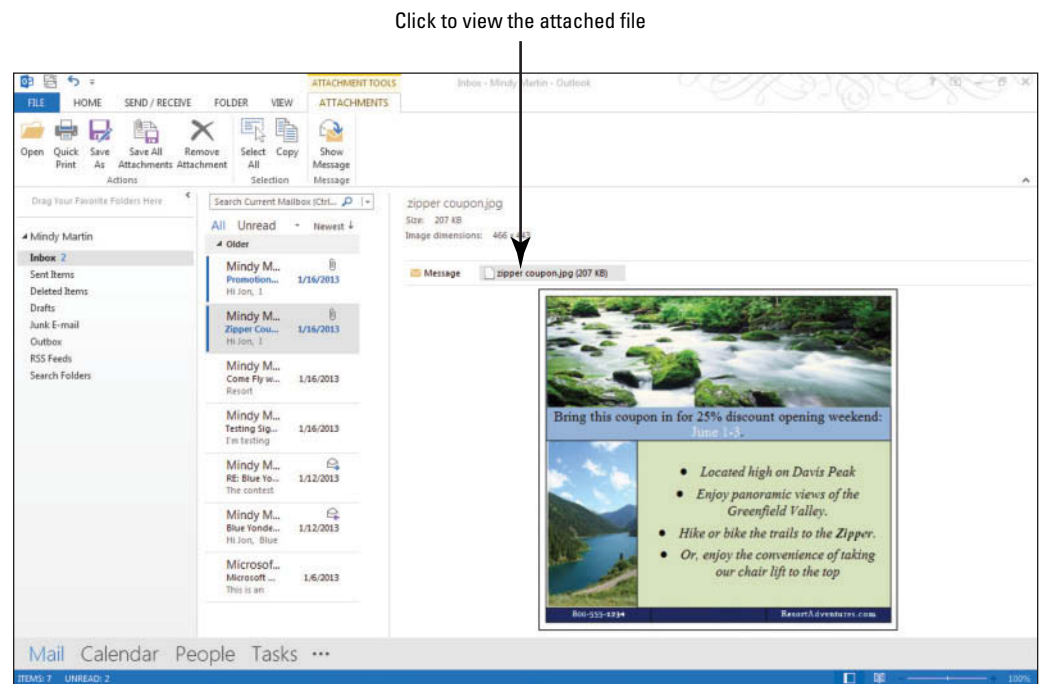 Click to view the attached file
ATTACHMENT TOOLS
Inbox - Mindy Martin - Outlook
FILE HOME SEND / RECEIVE FOLDER VIEW ATTACHMENTS
Open Quick Print Save As Save All Attachments Remove Attachment Select All Copy Show Message
Actions Selection Message
Drag Your Favorite Folders Here
Mindy Martin
Inbox 2
Sent Items
Deleted Items
Drafts
Junk E-mail
Outbox
RSS Feeds
Search Folders
Search Current Mailbox (Ctrl...
All Unread Newest
Older
Mindy M...
Promotion... 1/16/2013
Hi Jon, I
Mindy M...
Zipper Cou... 1/16/2013
Hi Jon, I
Mindy M...
Come Fly w... 1/16/2013
Resort
Mindy M...
Testing Sig... 1/16/2013
I'm testing
Mindy M...
RE: Blue Yo... 1/12/2013
The contest
Mindy M...
Blue Yonde... 1/12/2013
Hi Jon, Blue
Microsof...
Microsoft ... 1/6/2013
This is an
zipper coupon.jpg
Size: 207 KB
Image dimensions: 466 x 443
Message zipper coupon.jpg (207 KB)
Bring this coupon in for 25% discount opening weekend:
June 1-3.
• Located high on Davis Peak
• Enjoy panoramic views of the
Greenfield Valley.
• Hike or bike the trails to the Zipper.
• Or, enjoy the convenience of taking
our chair lift to the top
800-555-1234 ResortAdventures.com
Mail Calendar People Tasks •••
ITEMS: 7 UNREAD: 2 100%